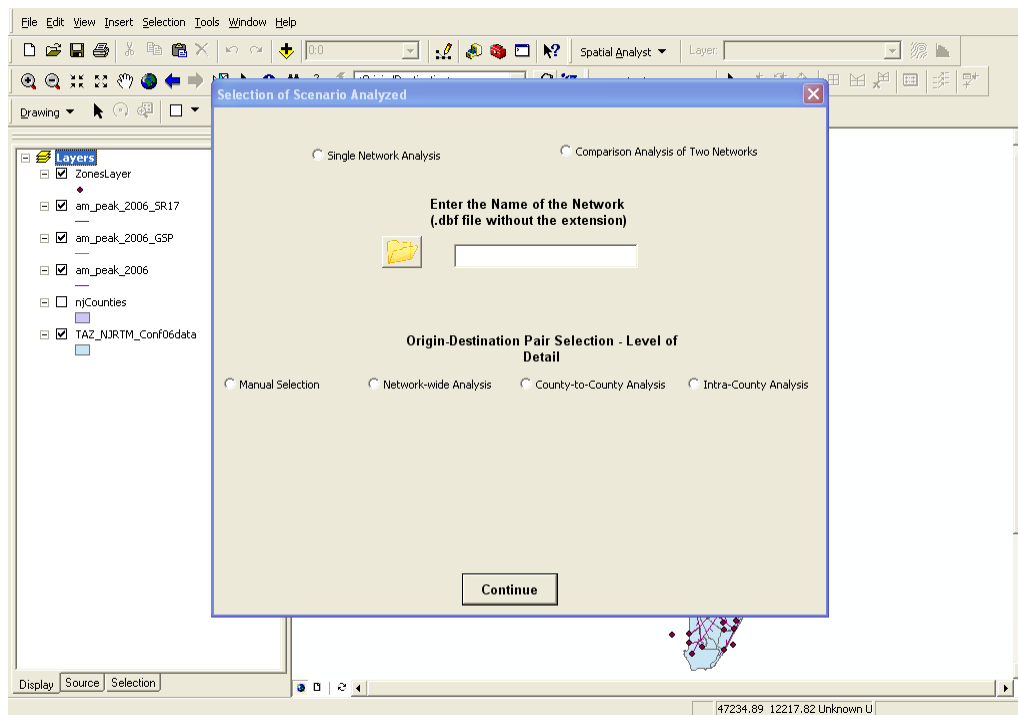 File Edit View Insert Selection Tools Window Help
0:0 Spatial Analyst Layer:
Drawing
Selection of Scenario Analyzed
Single Network Analysis
Comparison Analysis of Two Networks
Enter the Name of the Network
(.dbf file without the extension)
Origin-Destination Pair Selection - Level of
Detail
Manual Selection Network-wide Analysis County-to-County Analysis Intra-County Analysis
Continue
Layers
ZonesLayer
am_peak_2006_SR17
am_peak_2006_GSP
am_peak_2006
njCounties
TAZ_NJRTM_Conf06data
Display Source Selection
47234.89 12217.82 Unknown U